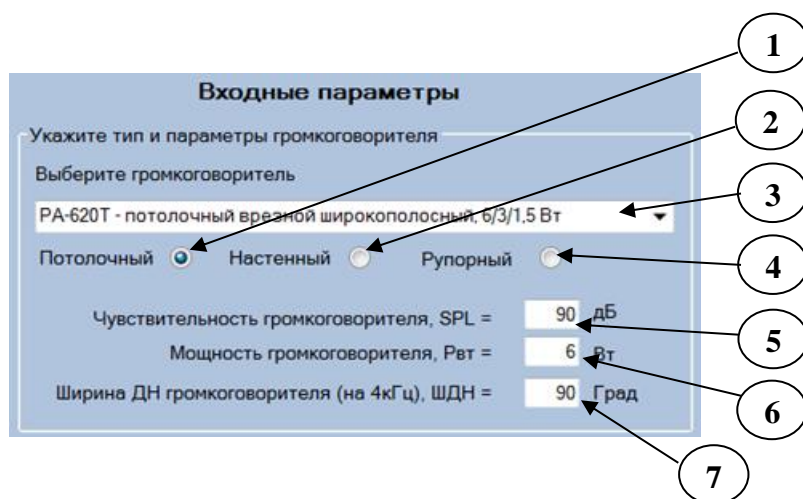 1
Входные параметры
2
Укажите тип и параметры громкоговорителя
Выберите громкоговоритель
3
PA-620T - потолочный врезной широкополосный, 6/3/1,5 Вт
Потолочный Настенный Рупорный
4
Чувствительность громкоговорителя, SPL = 90 дБ
5
Мощность громкоговорителя, Рвт = 6 Вт
Ширина ДН громкоговорителя (на 4кГц), ШДН = 90 Град
6
7